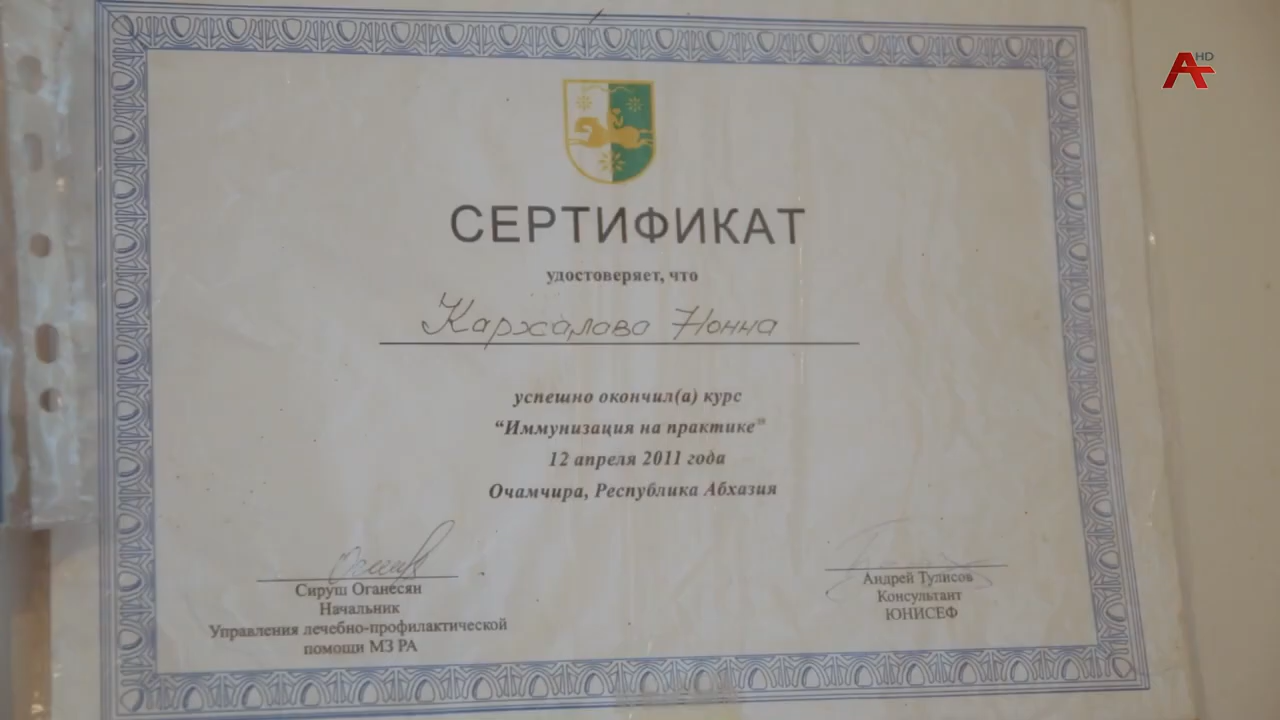 HD
СЕРТИФИКАТ
удостоверяет, что
Каржалава Нонна
успешно окончил(а) курс
“Иммунизация на практике”
12 апреля 2011 года
Очамчира, Республика Абхазия
Сируш Оганесян
Начальник
Управления лечебно-профилактической
помощи МЗ РА
Андрей Тулисов
Консультант
ЮНИСЕФ